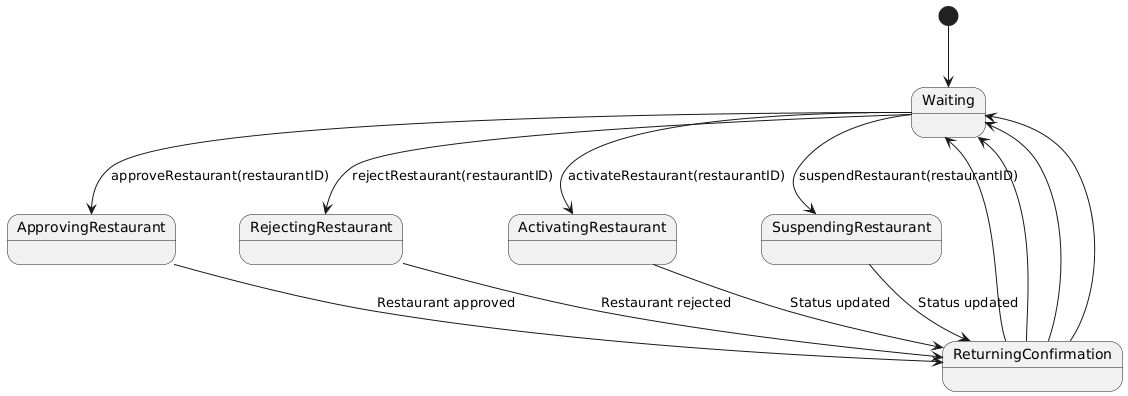 Waiting
approveRestaurant(restaurantID)
rejectRestaurant(restaurantID)
activateRestaurant(restaurantID)
suspendRestaurant(restaurantID)
ApprovingRestaurant
RejectingRestaurant
ActivatingRestaurant
SuspendingRestaurant
Restaurant approved
Restaurant rejected
Status updated
Status updated
ReturningConfirmation